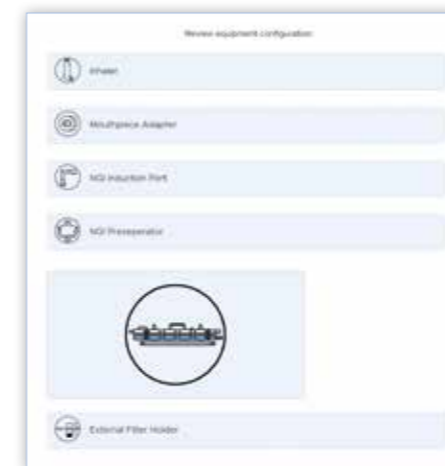 Review equipment configuration
Inhaler
Mouthpiece Adapter
NGI Induction Port
NGI Preseparator
External Filter Holder